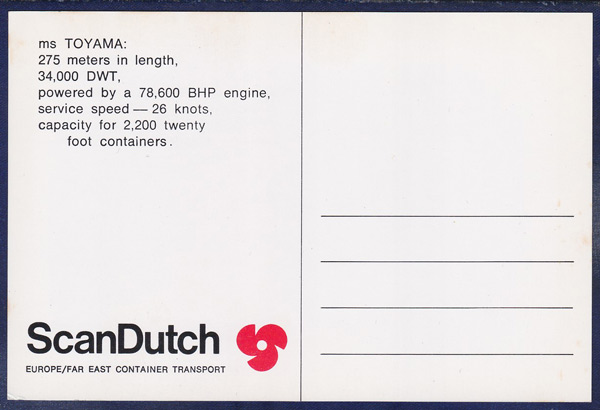 ms TOYAMA:
275 meters in length,
34,000 DWT,
powered by a 78,600 BHP engine,
service speed — 26 knots,
capacity for 2,200 twenty
foot containers.
ScanDutch
EUROPE/FAR EAST CONTAINER TRANSPORT